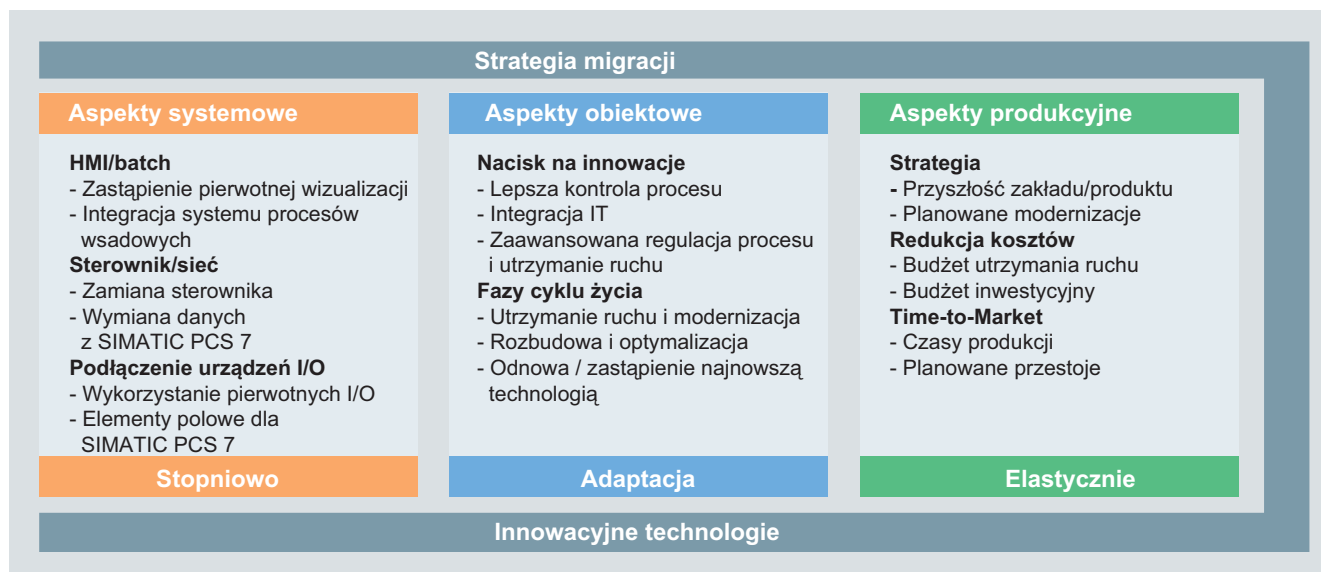 Strategia migracji
Aspekty systemowe
HMI/batch
- Zastąpienie pierwotnej wizualizacji
- Integracja systemu procesów
wsadowych
Sterownik/sieć
- Zamiana sterownika
- Wymiana danych
z SIMATIC PCS 7
Podłączenie urządzeń I/O
- Wykorzystanie pierwotnych I/O
- Elementy polowe dla
SIMATIC PCS 7
Stopniowo
Aspekty obiektowe
Nacisk na innowacje
- Lepsza kontrola procesu
- Integracja IT
- Zaawansowana regulacja procesu
i utrzymanie ruchu
Fazy cyklu życia
- Utrzymanie ruchu i modernizacja
- Rozbudowa i optymalizacja
- Odnowa / zastąpienie najnowszą
technologią
Adaptacja
Aspekty produkcyjne
Strategia
- Przyszłość zakładu/produktu
- Planowane modernizacje
Redukcja kosztów
- Budżet utrzymania ruchu
- Budżet inwestycyjny
Time-to-Market
- Czasy produkcji
- Planowane przestoje
Elastycznie
Innowacyjne technologie